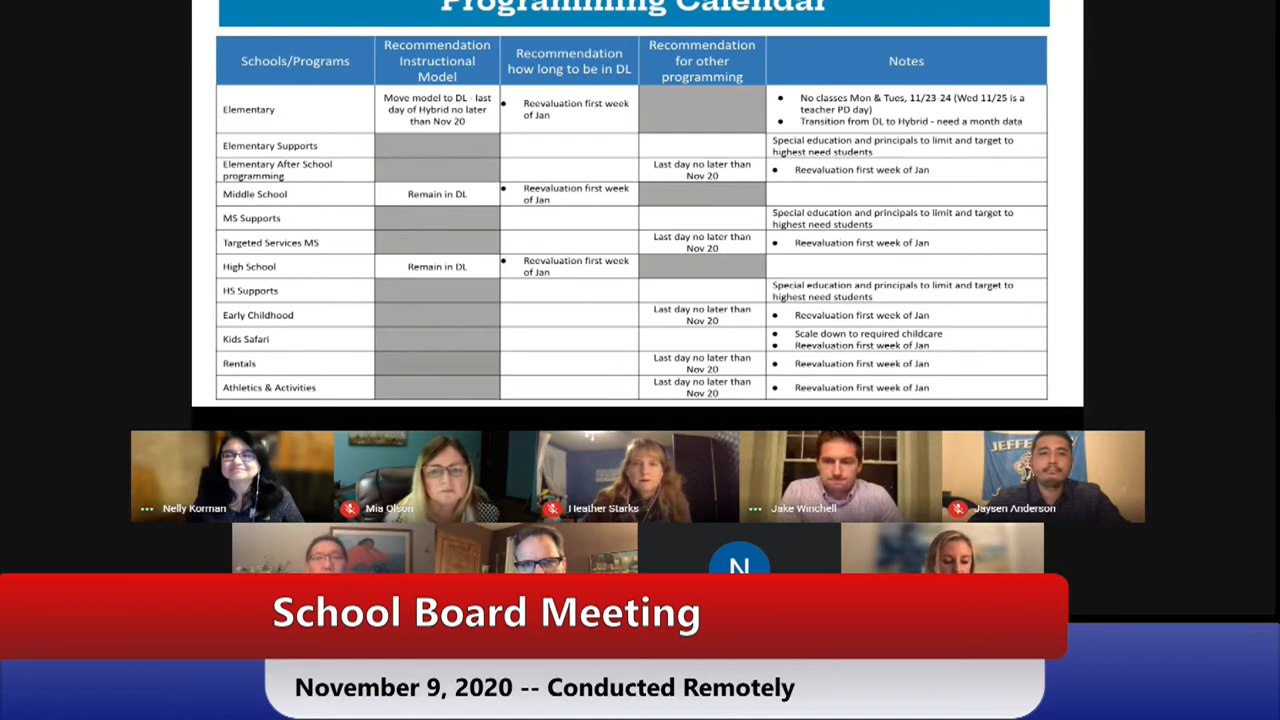 Programming Calendar
Schools/Programs
Recommendation
Instructional
Model
Recommendation
how long to be in DL
Recommendation
for other
programming
Notes
Elementary
Move model to DL - last
day of Hybrid no later
than Nov 20
• Reevaluation first week
of Jan
• No classes Mon & Tues, 11/23-24 (Wed 11/25 is a
teacher PD day)
• Transition from DL to Hybrid - need a month data
Elementary Supports
Special education and principals to limit and target to
highest need students
Elementary After School
programming
Last day no later than
Nov 20
• Reevaluation first week of Jan
Middle School
Remain in DL
• Reevaluation first week
of Jan
MS Supports
Special education and principals to limit and target to
highest need students
Targeted Services MS
Last day no later than
Nov 20
• Reevaluation first week of Jan
High School
Remain in DL
• Reevaluation first week
of Jan
HS Supports
Special education and principals to limit and target to
highest need students
Early Childhood
Last day no later than
Nov 20
• Reevaluation first week of Jan
Kids Safari
• Scale down to required childcare
• Reevaluation first week of Jan
Rentals
Last day no later than
Nov 20
• Reevaluation first week of Jan
Athletics & Activities
Last day no later than
Nov 20
• Reevaluation first week of Jan
Nelly Korman
Mia Olson
Heather Starks
Jake Winchell
Jaysen Anderson
N
School Board Meeting
November 9, 2020 -- Conducted Remotely